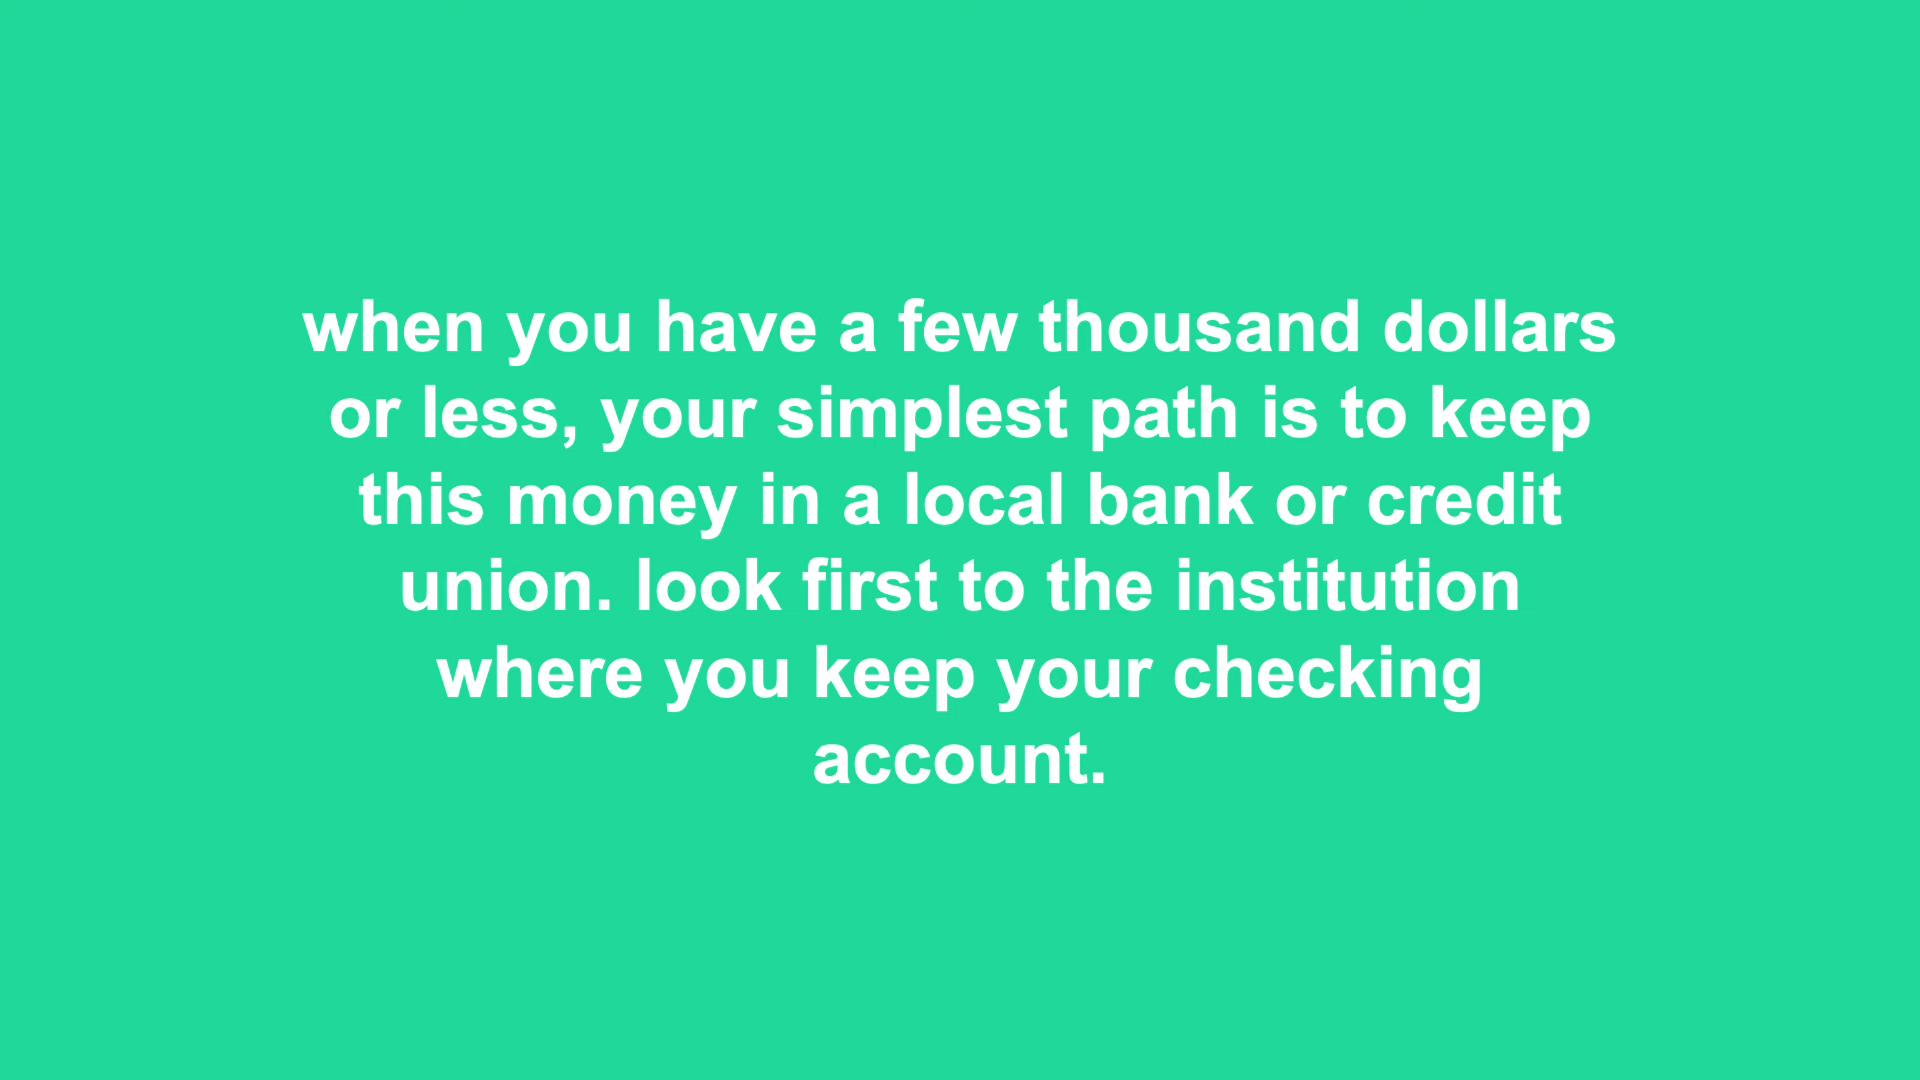 when you have a few thousand dollars
or less, your simplest path is to keep
this money in a local bank or credit
union. look first to the institution
where you keep your checking
account.